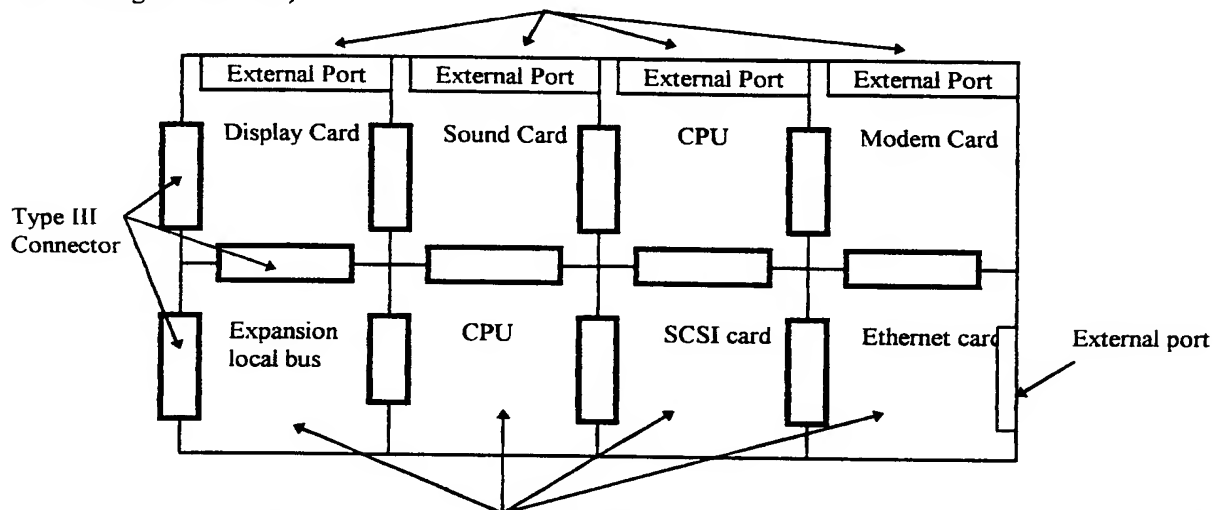 External Port
External Port
External Port
External Port
Display Card
Sound Card
CPU
Modem Card
Type III
Connector
Expansion
local bus
CPU
SCSI card
Ethernet card
External port